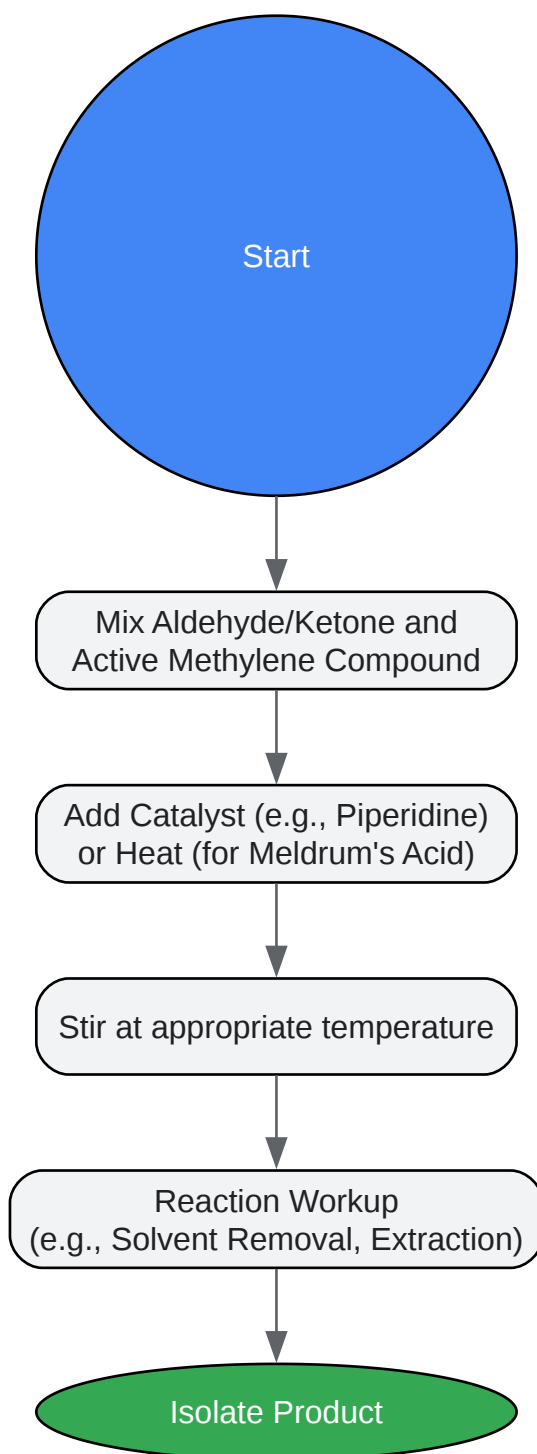 Start
Mix Aldehyde/Ketone and
Active Methylene Compound
Add Catalyst (e.g., Piperidine)
or Heat (for Meldrum's Acid)
Stir at appropriate temperature
Reaction Workup
(e.g., Solvent Removal, Extraction)
Isolate Product